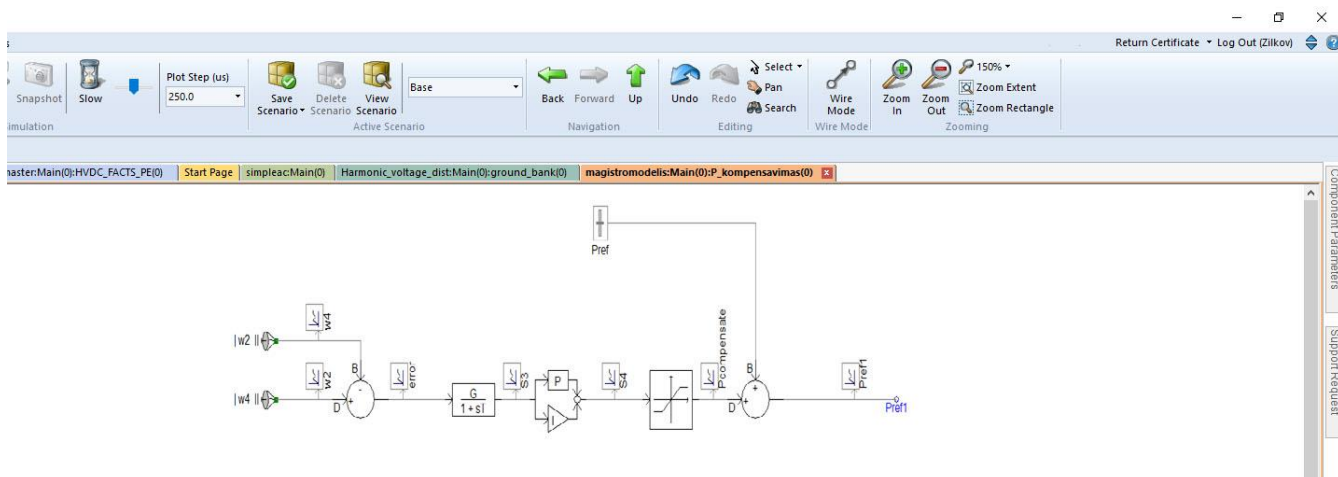 s
Return Certificate
Log Out (Zilkov)
Snapshot
Slow
Plot Step (us)
250.0
Save Scenario
Delete Scenario
View Scenario
Base
Back
Forward
Up
Undo
Redo
Select
Pan
Search
Wire Mode
Zoom In
Zoom Out
150%
Zoom Extent
Zoom Rectangle
imulation
Active Scenario
Navigation
Editing
Wire Mode
Zooming
naster:Main(0):HVDC_FACTS_PE(0)
Start Page
simpleac:Main(0)
Harmonic_voltage_dist:Main(0):ground_bank(0)
magistromodelis:Main(0):P_kompensavimas(0)
Component Parameters
Support Request
Pref
w4
|w2 ||
w2
B
-
error
|w4 ||
D
+
G
1 + sT
S3
P
I
S4
Pcompensate
B
+
D
+
Pref1
Pref1